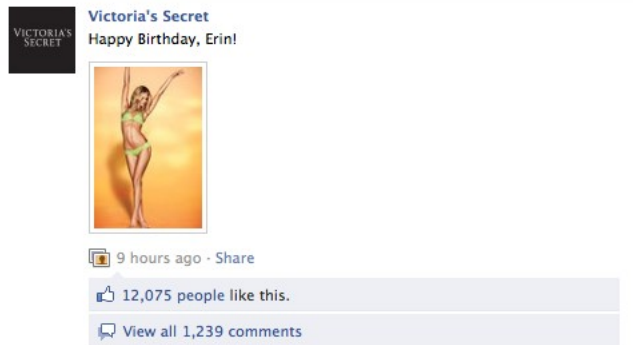 VICTORIA'S
SECRET
Victoria's Secret
Happy Birthday, Erin!
9 hours ago · Share
12,075 people like this.
View all 1,239 comments